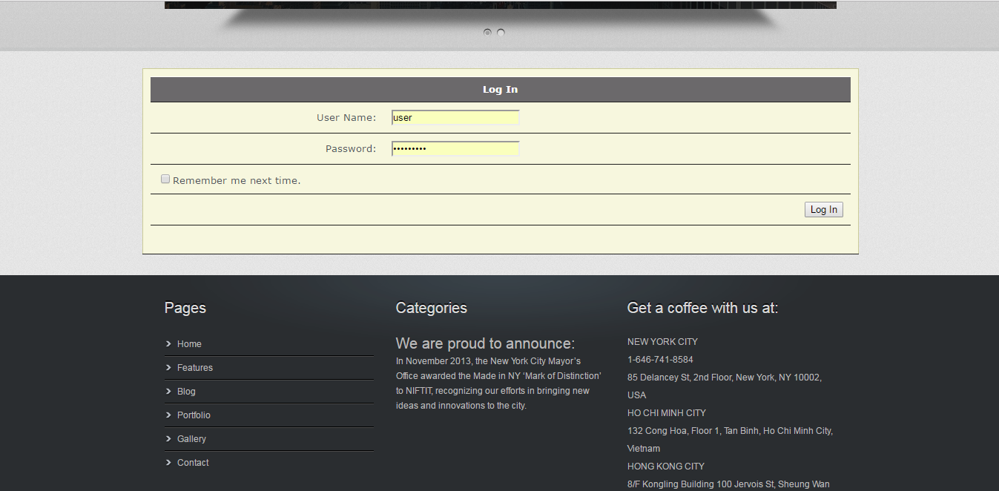 Log In
User Name:
user
Password:
•••••••••
Remember me next time.
Log In
Pages
Home
Features
Blog
Portfolio
Gallery
Contact
Categories
We are proud to announce:
In November 2013, the New York City Mayor’s
Office awarded the Made in NY ‘Mark of Distinction’
to NIFTIT, recognizing our efforts in bringing new
ideas and innovations to the city.
Get a coffee with us at:
NEW YORK CITY
1-646-741-8584
85 Delancey St, 2nd Floor, New York, NY 10002,
USA
HO CHI MINH CITY
132 Cong Hoa, Floor 1, Tan Binh, Ho Chi Minh City,
Vietnam
HONG KONG CITY
8/F Kongling Building 100 Jervois St, Sheung Wan